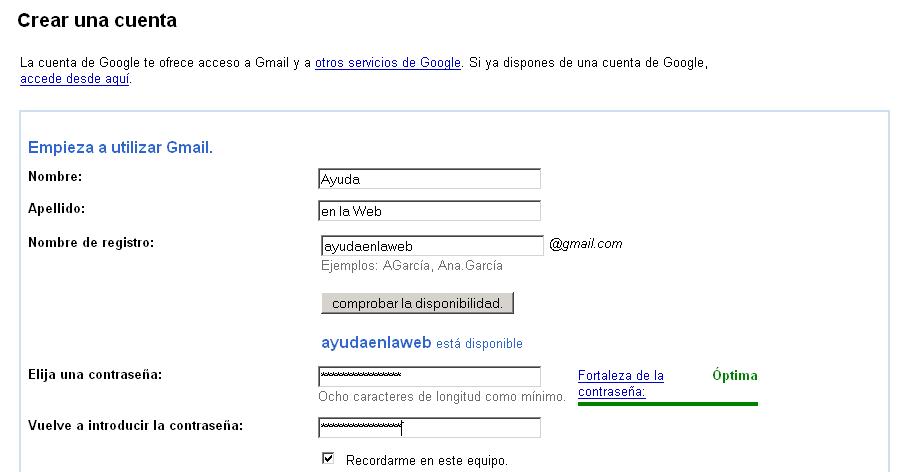 Crear una cuenta
La cuenta de Google te ofrece acceso a Gmail y a otros servicios de Google. Si ya dispones de una cuenta de Google,
accede desde aquí.
Empieza a utilizar Gmail.
Nombre: Ayuda
Apellido: en la Web
Nombre de registro: ayudaenlaweb @gmail.com
Ejemplos: AGarcía, Ana.García
comprobar la disponibilidad.
ayudaenlaweb está disponible
Elija una contraseña: **************** Fortaleza de la Óptima
contraseña:
Ocho caracteres de longitud como mínimo.
Vuelve a introducir la contraseña: ****************
Recordarme en este equipo.